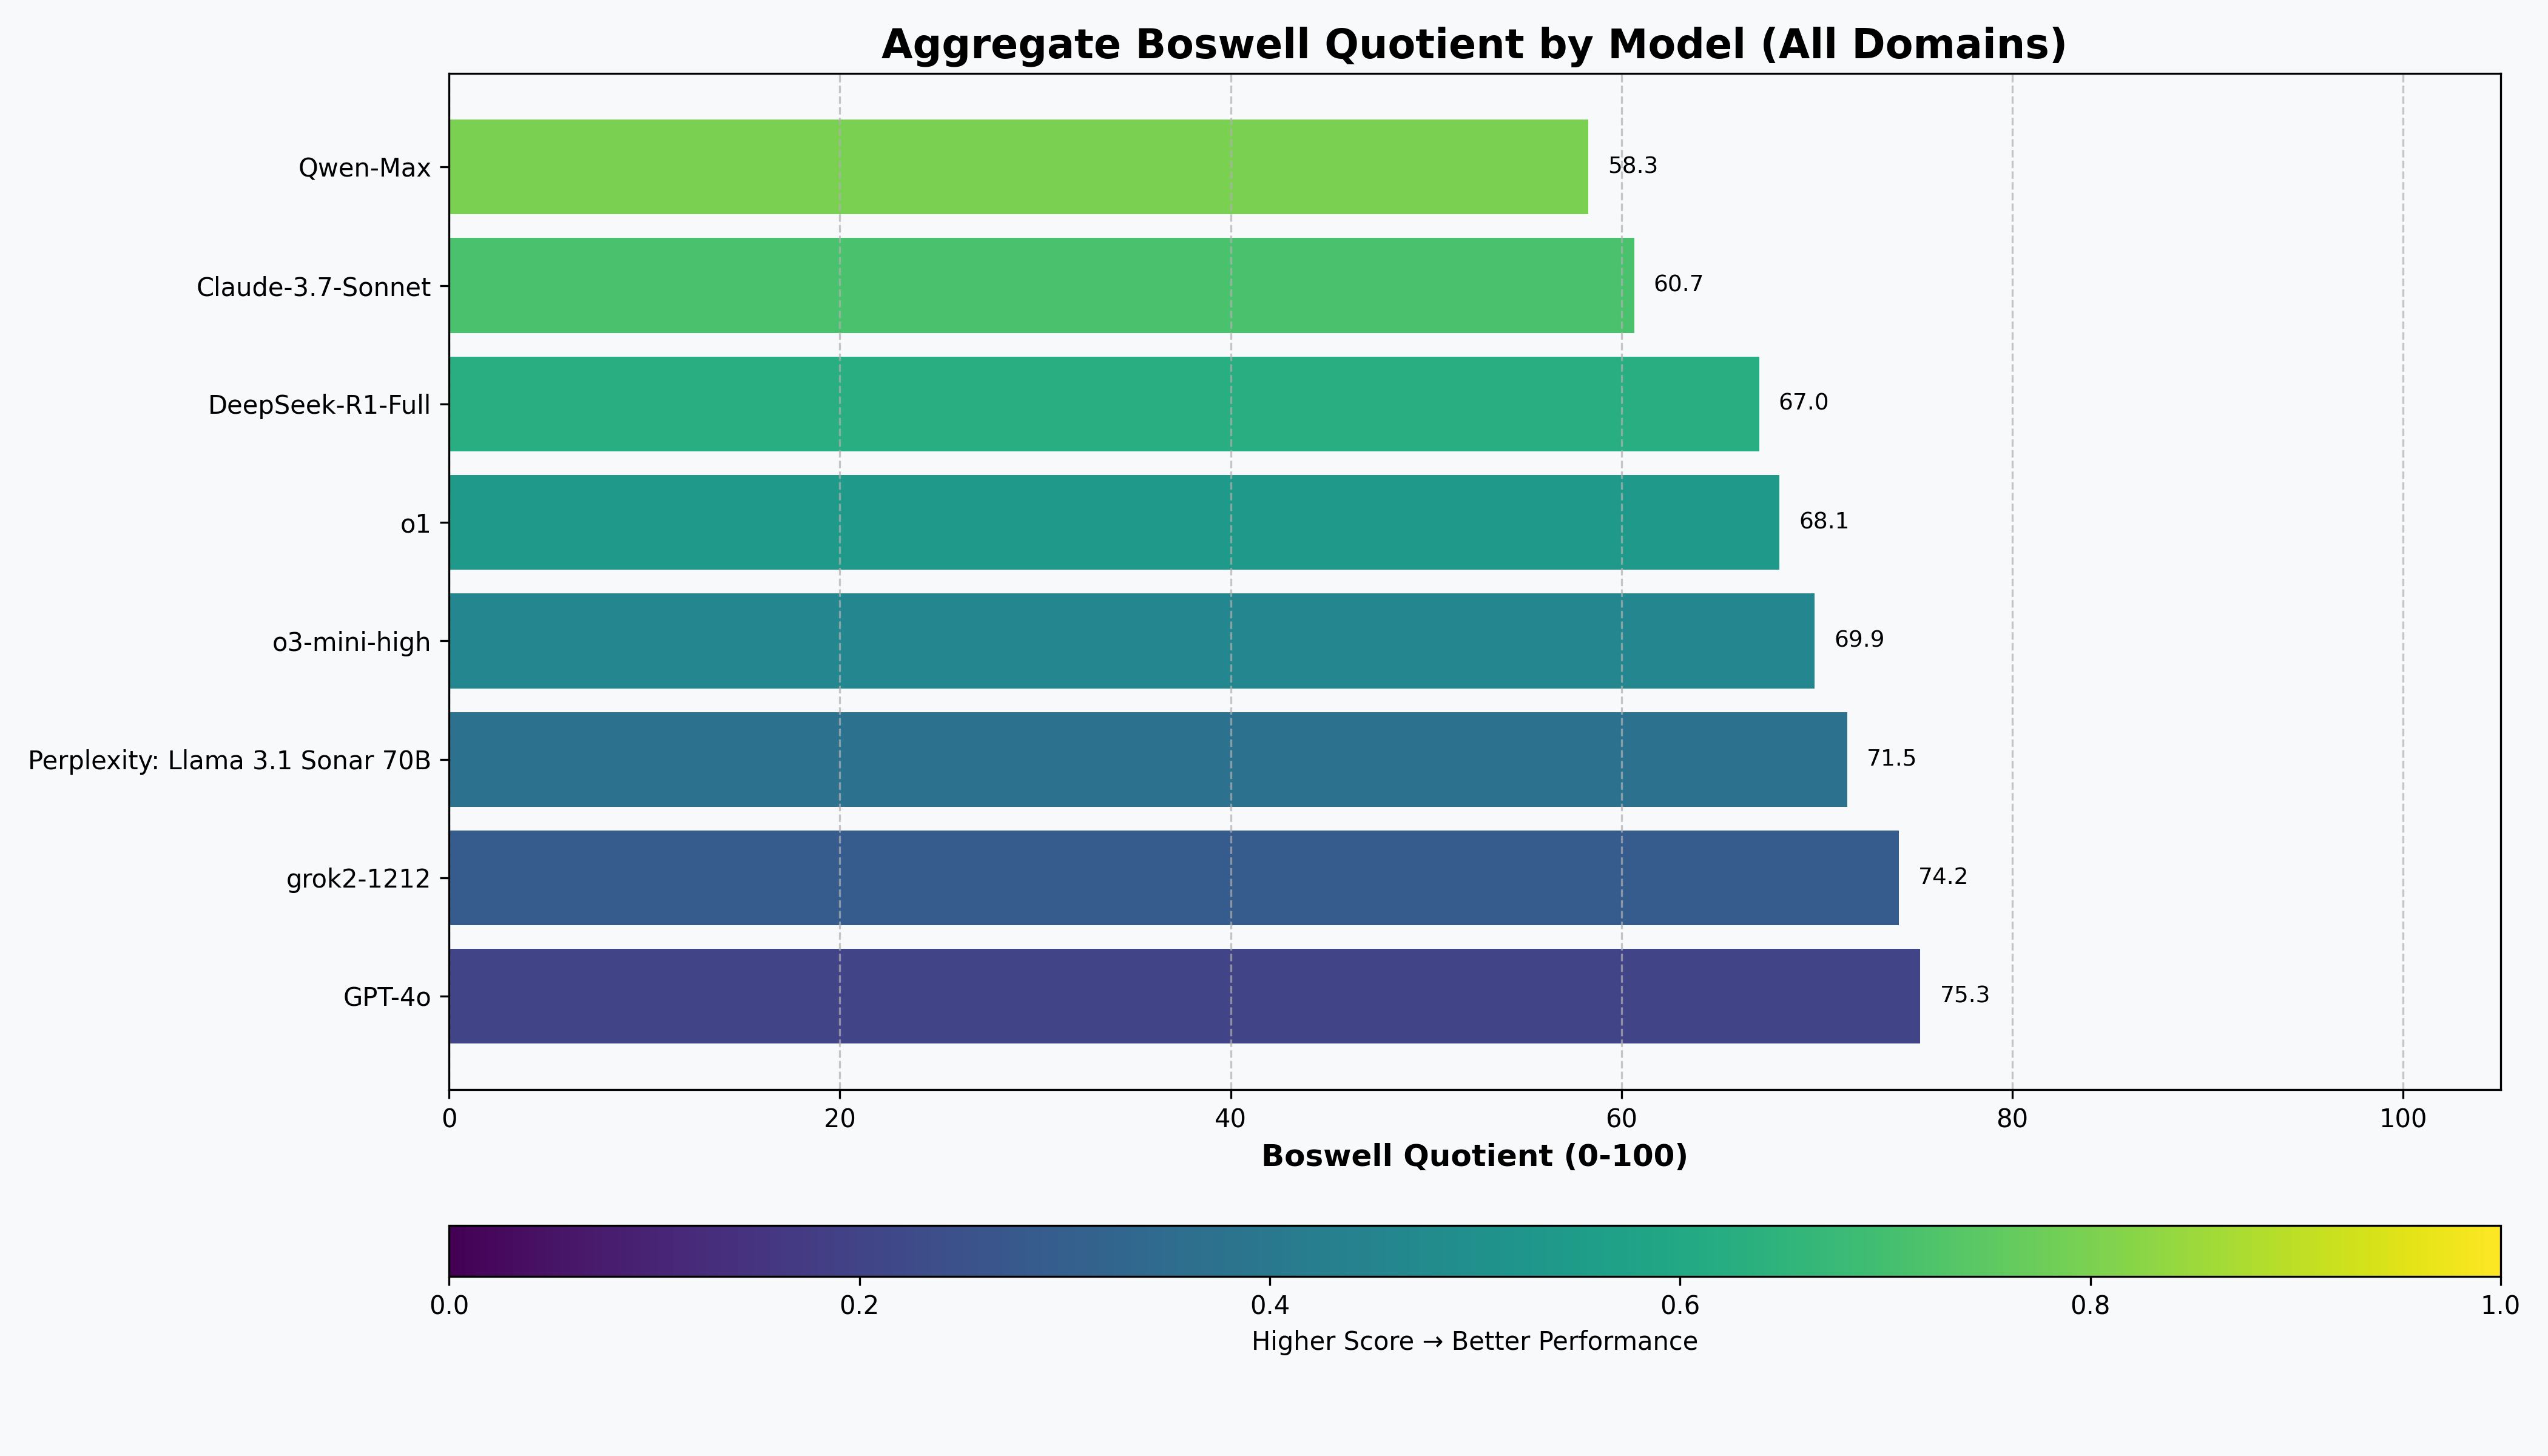 Aggregate Boswell Quotient by Model (All Domains)
Qwen-Max 58.3
Claude-3.7-Sonnet 60.7
DeepSeek-R1-Full 67.0
o1 68.1
o3-mini-high 69.9
Perplexity: Llama 3.1 Sonar 70B 71.5
grok2-1212 74.2
GPT-4o 75.3
0 20 40 60 80 100
Boswell Quotient (0-100)
0.0 0.2 0.4 0.6 0.8 1.0
Higher Score → Better Performance